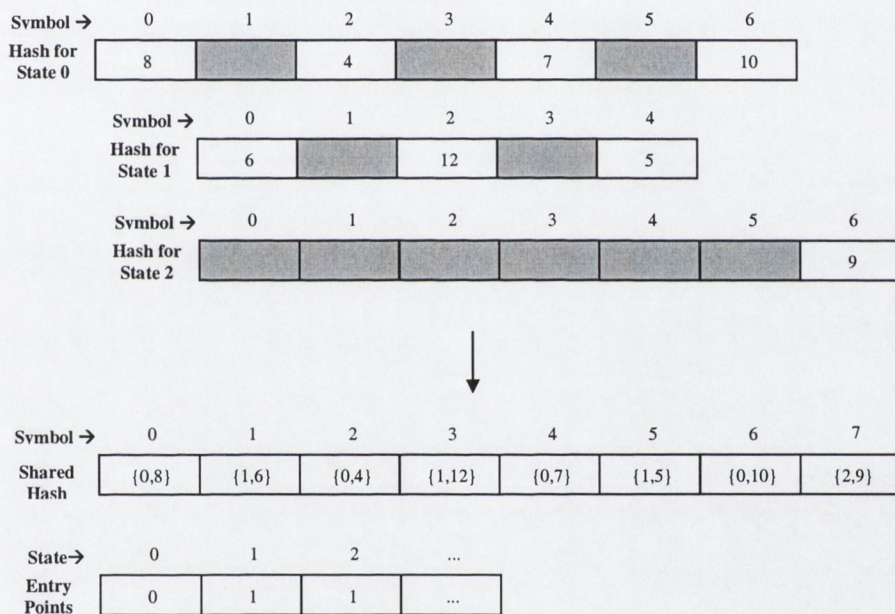 Symbol → 0 1 2 3 4 5 6
Hash for State 0 8 4 7 10
Symbol → 0 1 2 3 4
Hash for State 1 6 12 5
Symbol → 0 1 2 3 4 5 6
Hash for State 2 9
Symbol → 0 1 2 3 4 5 6 7
Shared Hash {0,8} {1,6} {0,4} {1,12} {0,7} {1,5} {0,10} {2,9}
State→ 0 1 2 ...
Entry Points 0 1 1 ...